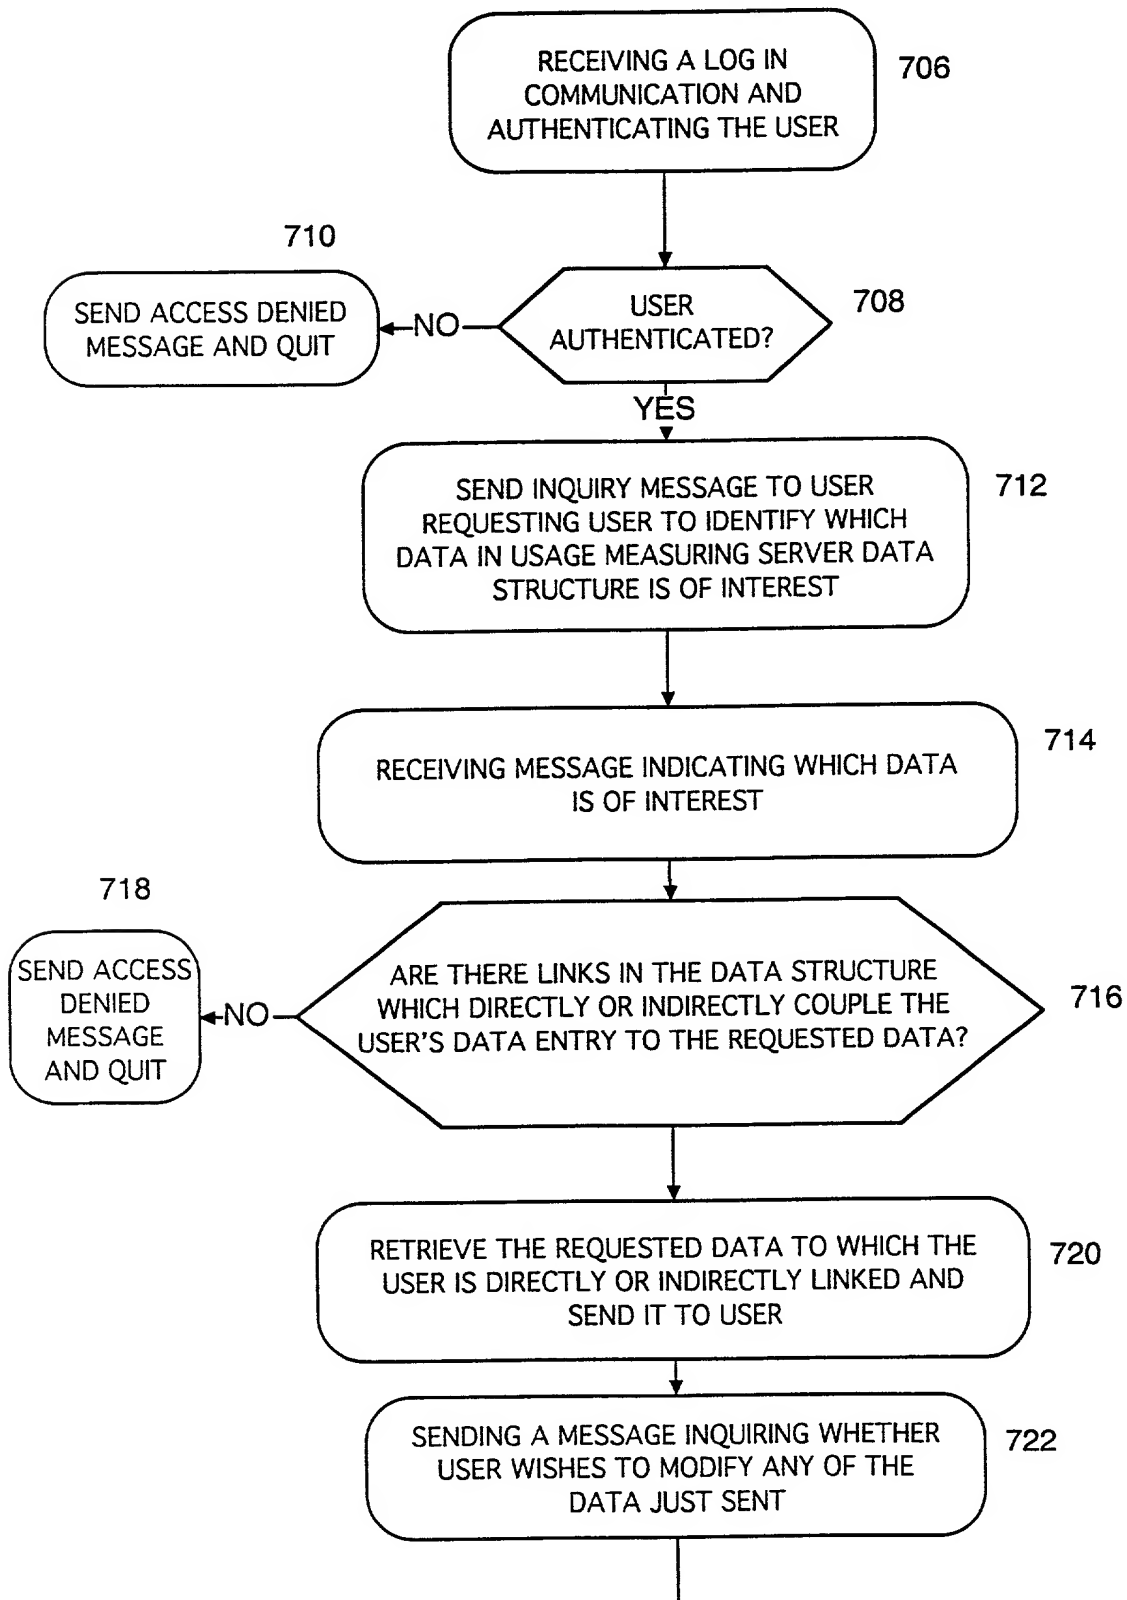 RECEIVING A LOG IN
COMMUNICATION AND
AUTHENTICATING THE USER
706
710
SEND ACCESS DENIED
MESSAGE AND QUIT
NO
USER
AUTHENTICATED?
708
YES
SEND INQUIRY MESSAGE TO USER
REQUESTING USER TO IDENTIFY WHICH
DATA IN USAGE MEASURING SERVER DATA
STRUCTURE IS OF INTEREST
712
RECEIVING MESSAGE INDICATING WHICH DATA
IS OF INTEREST
714
718
SEND ACCESS
DENIED
MESSAGE
AND QUIT
NO
ARE THERE LINKS IN THE DATA STRUCTURE
WHICH DIRECTLY OR INDIRECTLY COUPLE THE
USER'S DATA ENTRY TO THE REQUESTED DATA?
716
RETRIEVE THE REQUESTED DATA TO WHICH THE
USER IS DIRECTLY OR INDIRECTLY LINKED AND
SEND IT TO USER
720
SENDING A MESSAGE INQUIRING WHETHER
USER WISHES TO MODIFY ANY OF THE
DATA JUST SENT
722